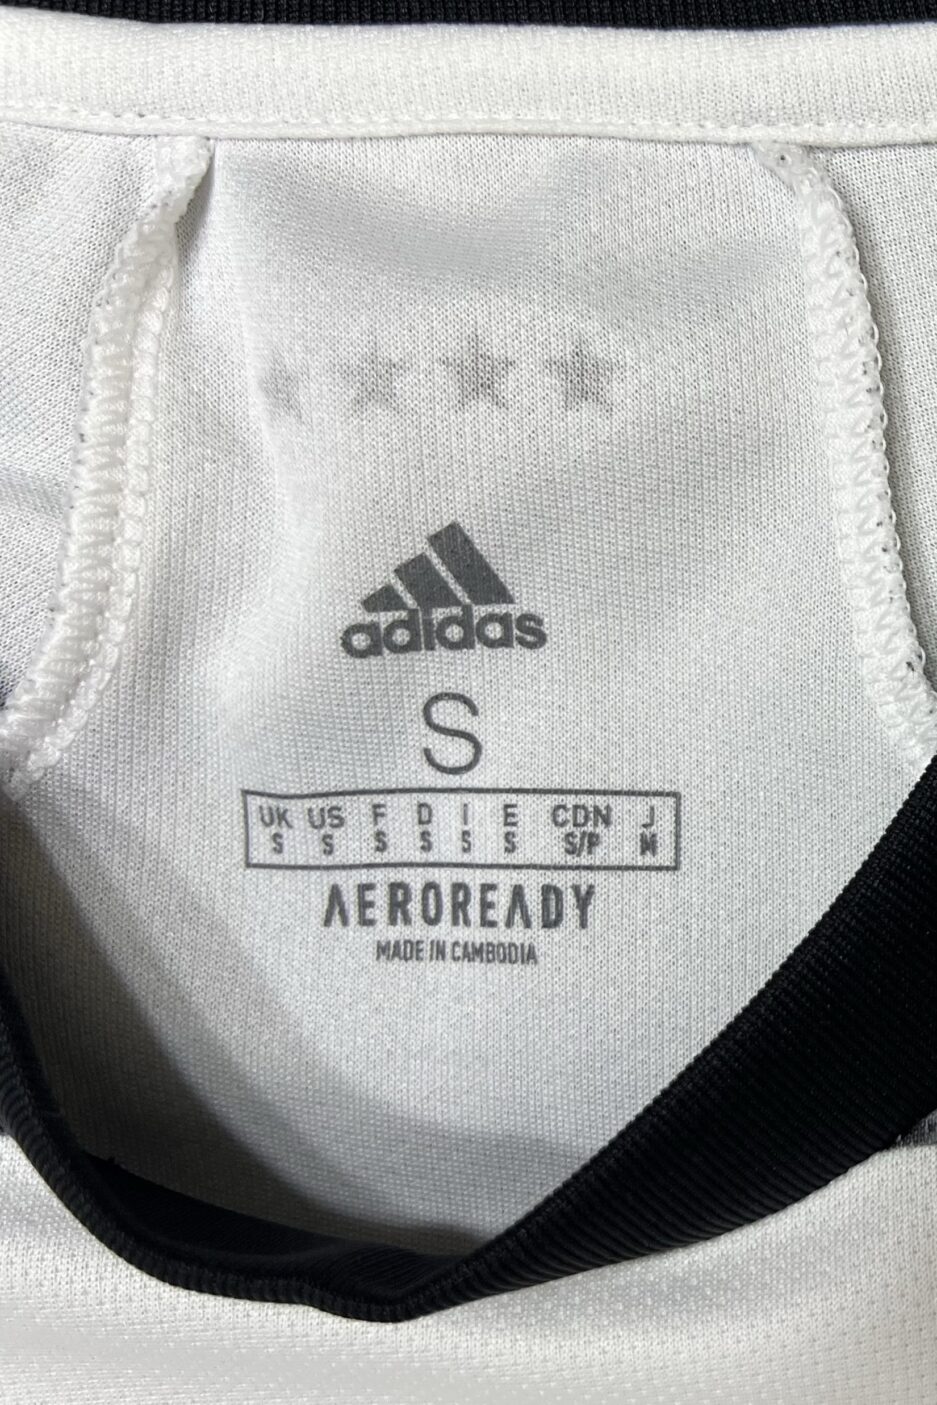 adidas
S
UK US F D I E CDN J
S S S S S S S/P M
AEROREADY
MADE IN CAMBODIA